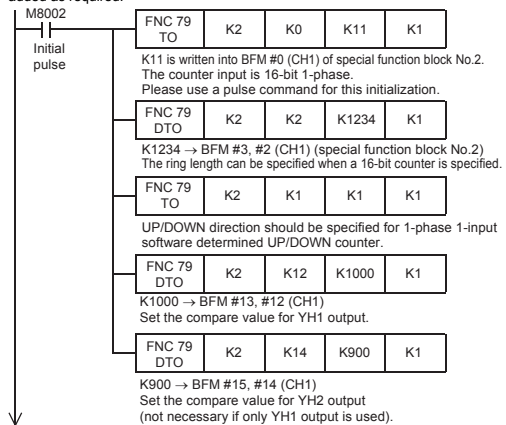 M8002
Initial
pulse
FNC 79
TO
K2
K0
K11
K1
K11 is written into BFM #0 (CH1) of special function block No.2.
The counter input is 16-bit 1-phase.
Please use a pulse command for this initialization.
FNC 79
DTO
K2
K2
K1234
K1
K1234 → BFM #3, #2 (CH1) (special function block No.2)
The ring length can be specified when a 16-bit counter is specified.
FNC 79
TO
K2
K1
K1
K1
UP/DOWN direction should be specified for 1-phase 1-input
software determined UP/DOWN counter.
FNC 79
DTO
K2
K12
K1000
K1
K1000 → BFM #13, #12 (CH1)
Set the compare value for YH1 output.
FNC 79
DTO
K2
K14
K900
K1
K900 → BFM #15, #14 (CH1)
Set the compare value for YH2 output
(not necessary if only YH1 output is used).